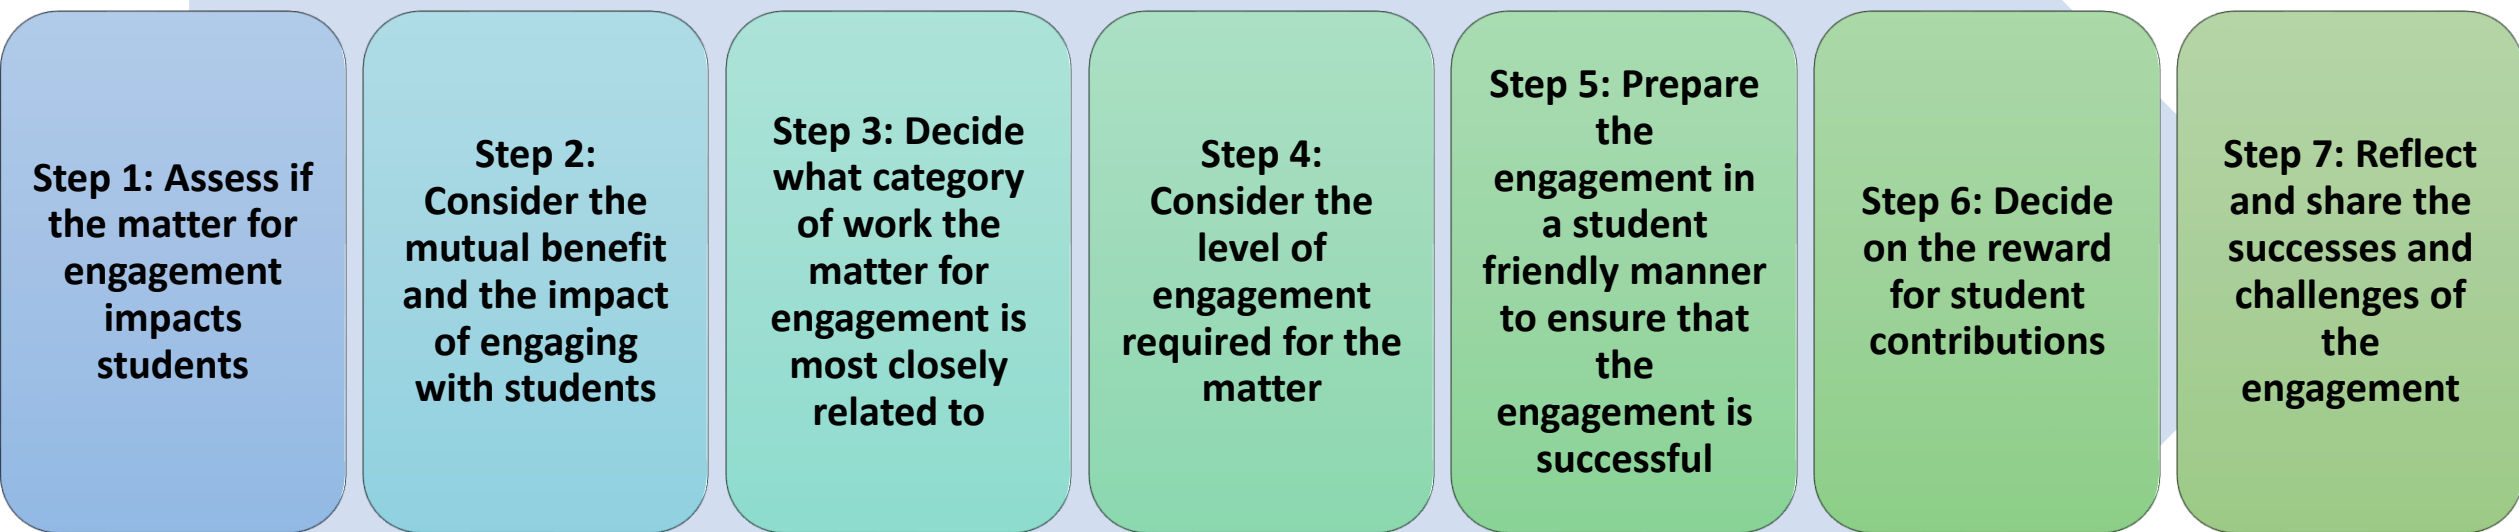 Step 1: Assess if
the matter for
engagement
impacts
students
Step 2:
Consider the
mutual benefit
and the impact
of engaging
with students
Step 3: Decide
what category
of work the
matter for
engagement is
most closely
related to
Step 4:
Consider the
level of
engagement
required for the
matter
Step 5: Prepare
the
engagement in
a student
friendly manner
to ensure that
the
engagement is
successful
Step 6: Decide
on the reward
for student
contributions
Step 7: Reflect
and share the
successes and
challenges of
the
engagement